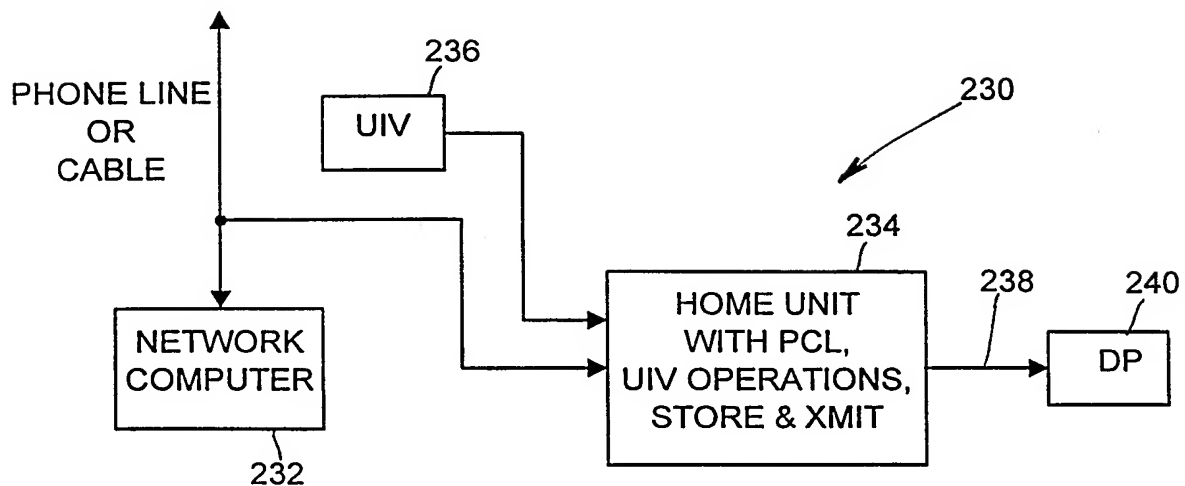 PHONE LINE
OR
CABLE
236
UIV
230
234
HOME UNIT
WITH PCL,
UIV OPERATIONS,
STORE & XMIT
238
240
DP
NETWORK
COMPUTER
232